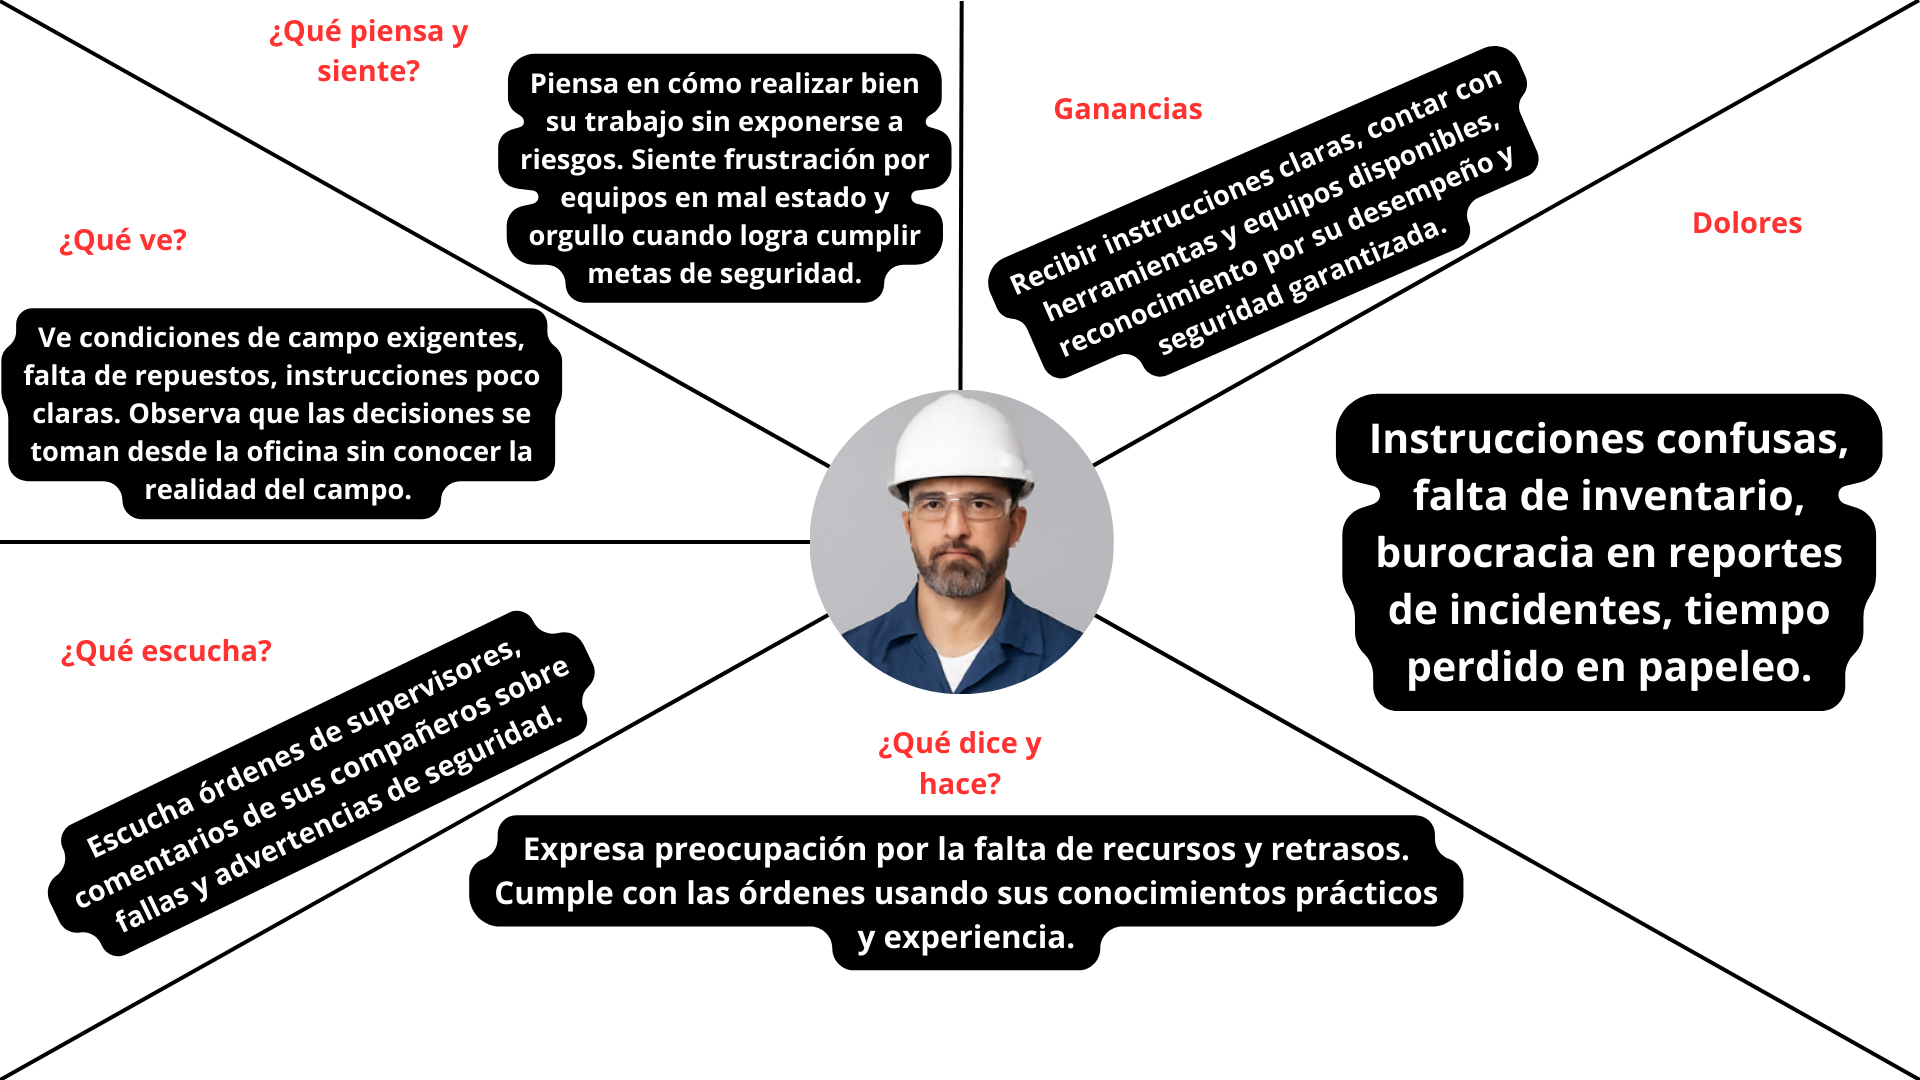 ¿Qué piensa y
siente?
Piensa en cómo realizar bien
su trabajo sin exponerse a
riesgos. Siente frustración por
equipos en mal estado y
orgullo cuando logra cumplir
metas de seguridad.
Ganancias
Recibir instrucciones claras, contar con
herramientas y equipos disponibles,
reconocimiento por su desempeño y
seguridad garantizada.
Dolores
Instrucciones confusas,
falta de inventario,
burocracia en reportes
de incidentes, tiempo
perdido en papeleo.
¿Qué ve?
Ve condiciones de campo exigentes,
falta de repuestos, instrucciones poco
claras. Observa que las decisiones se
toman desde la oficina sin conocer la
realidad del campo.
¿Qué escucha?
Escucha órdenes de supervisores,
comentarios de sus compañeros sobre
fallas y advertencias de seguridad.
¿Qué dice y
hace?
Expresa preocupación por la falta de recursos y retrasos.
Cumple con las órdenes usando sus conocimientos prácticos
y experiencia.